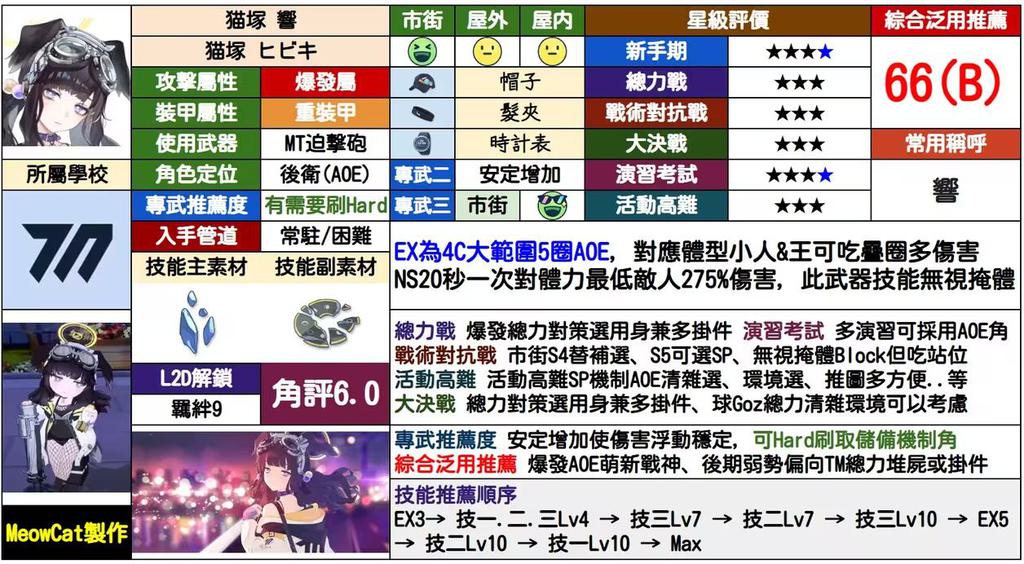 猫塚 響
猫塚 ヒビキ
攻擊屬性 爆發屬
裝甲屬性 重裝甲
使用武器 MT迫擊砲
所屬學校
角色定位 後衛(AOE)
專武推薦度 有需要刷Hard
入手管道 常駐/困難
技能主素材 技能副素材
L2D解鎖
羈絆9
角評6.0
市街 屋外 屋内
帽子
髮夾
時計表
專武二 安定增加
專武三 市街
星級評價
新手期 ★★★★
總力戰 ★★★
戰術對抗戰 ★★★
大決戰 ★★★
演習考試 ★★★★
活動高難 ★★★
綜合泛用推薦
66(B)
常用稱呼
響
EX為4C大範圍5圈AOE, 對應體型小人&王可吃疊圈多傷害
NS20秒一次對體力最低敵人275%傷害, 此武器技能無視掩體
總力戰 爆發總力對策選用身兼多掛件 演習考試 多演習可採用AOE角
戰術對抗戰 市街S4替補選、S5可選SP、無視掩體Block但吃站位
活動高難 活動高難SP機制AOE清雜選、環境選、推圖多方便..等
大決戰 總力對策選用身兼多掛件、球Goz總力清雜環境可以考慮
專武推薦度 安定增加使傷害浮動穩定, 可Hard刷取儲備機制角
綜合泛用推薦 爆發AOE萌新戰神、後期弱勢偏向TM總力堆屍或掛件
技能推薦順序
EX3→ 技一.二.三Lv4 → 技三Lv7 → 技二Lv7 → 技三Lv10 → EX5
→ 技二Lv10 → 技一Lv10 → Max
MeowCat製作